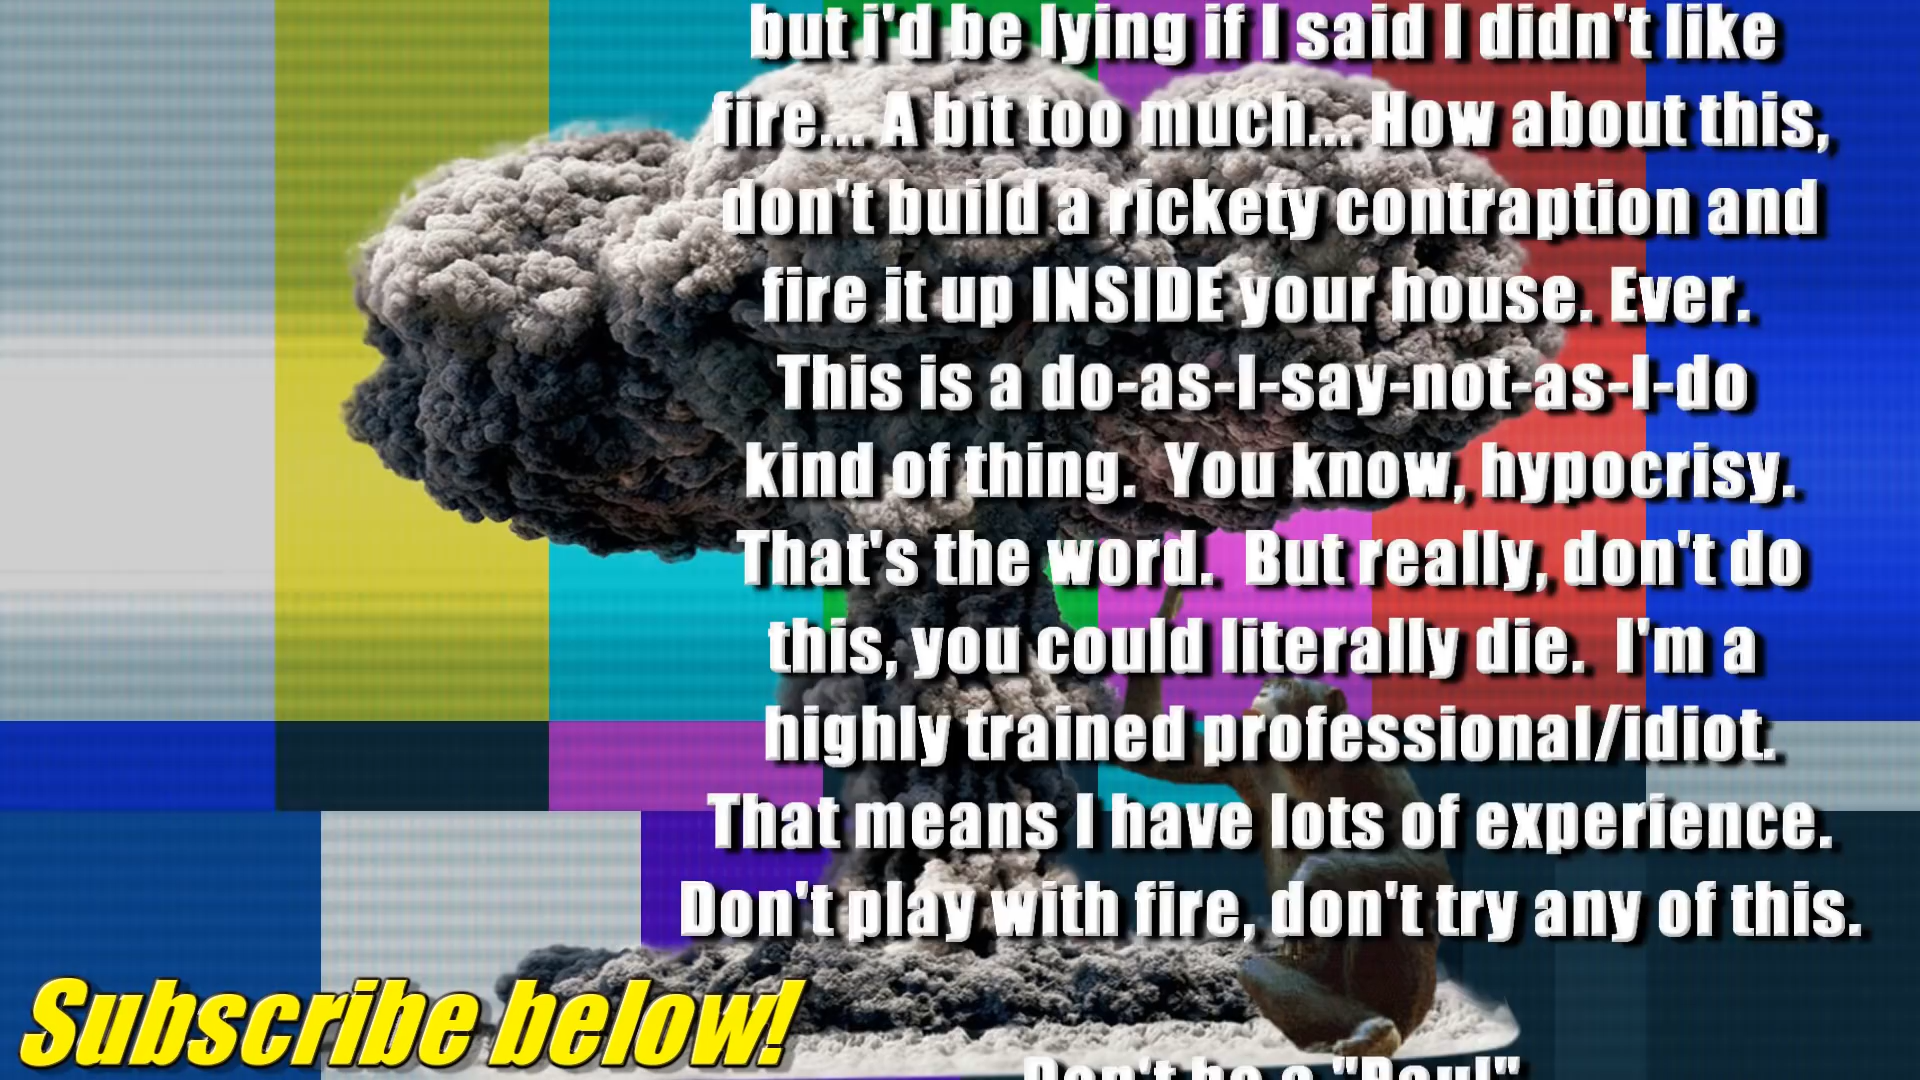 but i'd be lying if I said I didn't like
fire... A bit too much... How about this,
don't build a rickety contraption and
fire it up INSIDE your house. Ever.
This is a do-as-I-say-not-as-I-do
kind of thing.  You know, hypocrisy.
That's the word.  But really, don't do
this, you could literally die.  I'm a
highly trained professional/idiot.
That means I have lots of experience.
Don't play with fire, don't try any of this.
Subscribe below!
Don't be a "Paul"